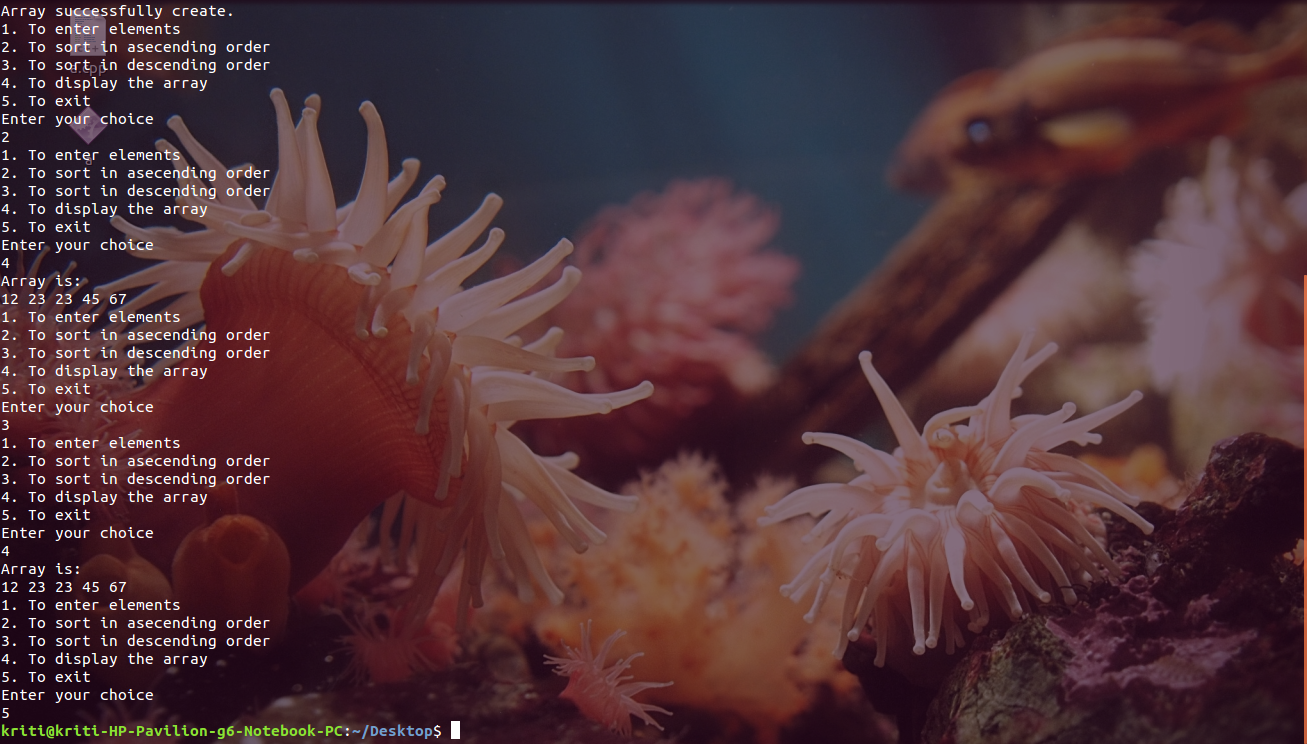 Array successfully create.
1. To enter elements
2. To sort in asecending order
3. To sort in descending order
a.cpp
4. To display the array
5. To exit
Enter your choice
2
1. To enter elements
a
2. To sort in asecending order
3. To sort in descending order
4. To display the array
5. To exit
Enter your choice
4
Array is:
12 23 23 45 67
1. To enter elements
2. To sort in asecending order
3. To sort in descending order
4. To display the array
5. To exit
Enter your choice
3
1. To enter elements
2. To sort in asecending order
3. To sort in descending order
4. To display the array
5. To exit
Enter your choice
4
Array is:
12 23 23 45 67
1. To enter elements
2. To sort in asecending order
3. To sort in descending order
4. To display the array
5. To exit
Enter your choice
5
kriti@kriti-HP-Pavilion-g6-Notebook-PC:~/Desktop$